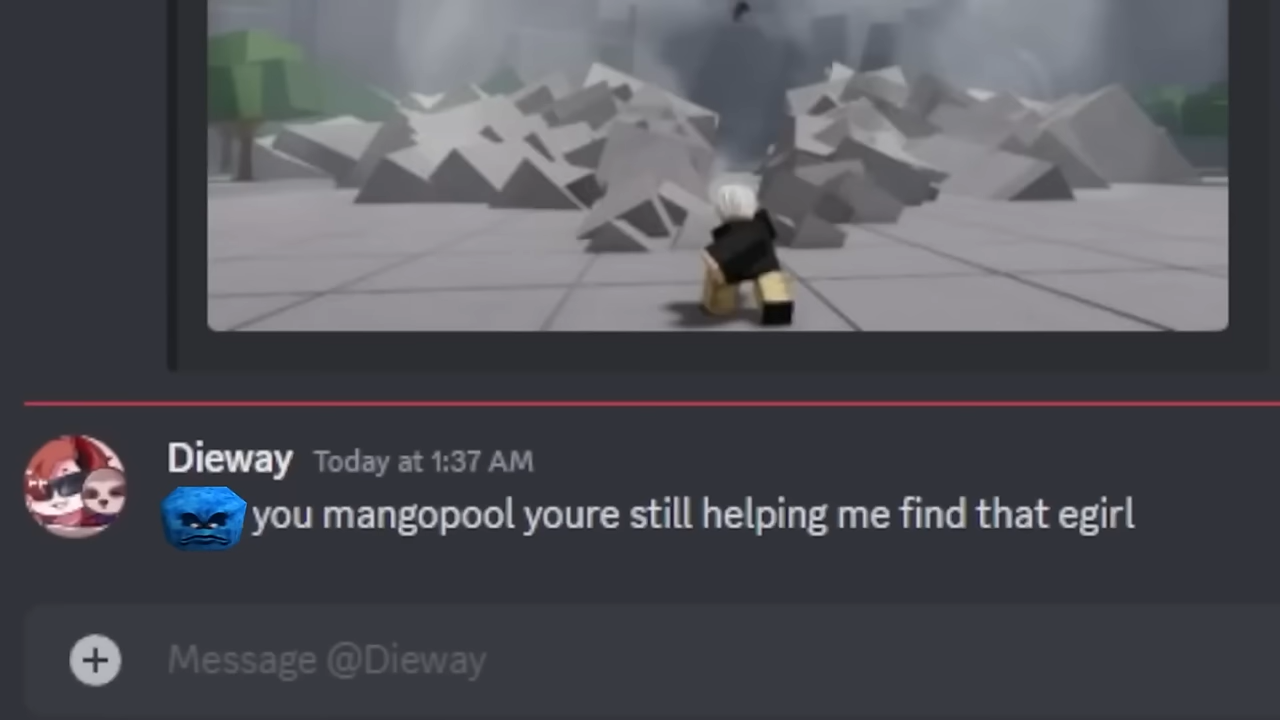 Dieway Today at 1:37 AM
you mangopool youre still helping me find that egirl
Message @Dieway